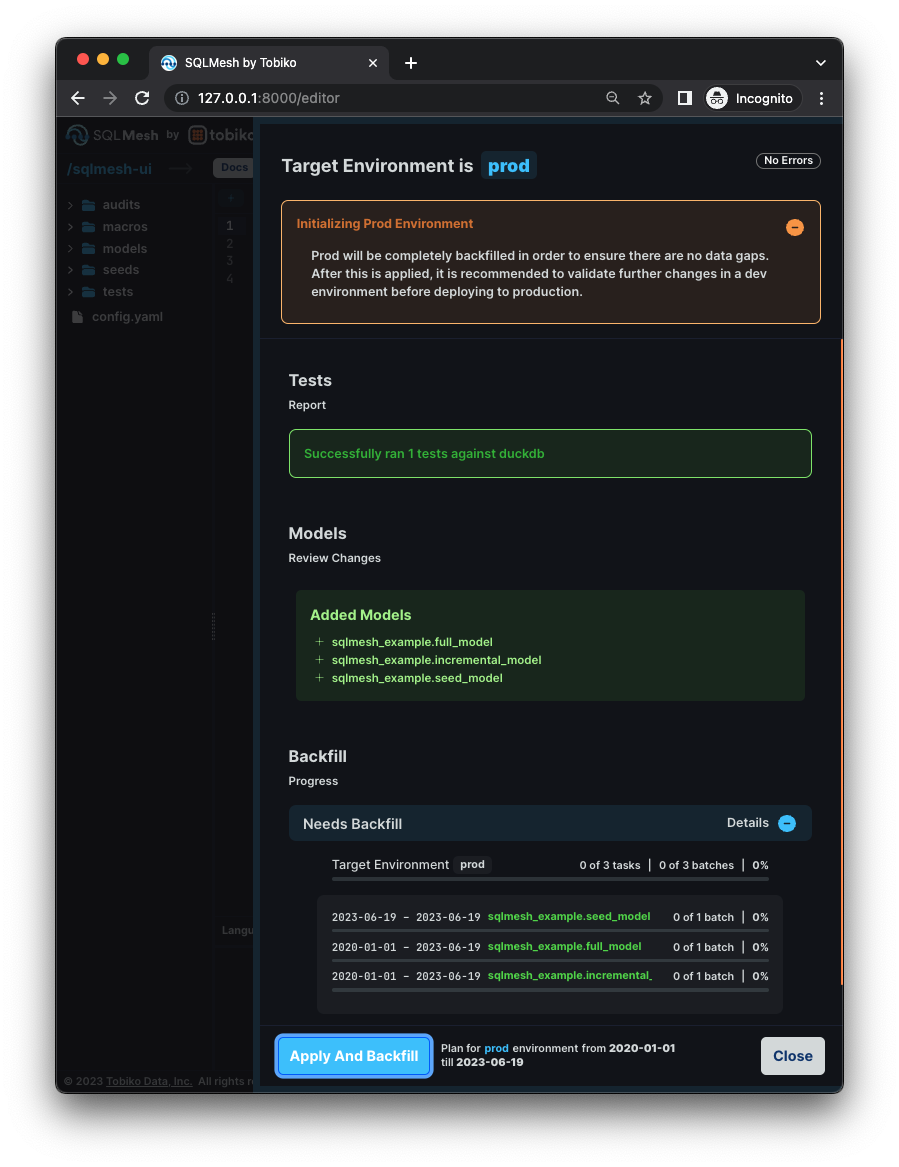 SQLMesh by Tobiko
127.0.0.1:8000/editor
Incognito
SQLMesh by tobiko
/sqlmesh-ui
Docs
audits
macros
models
seeds
tests
config.yaml
1
2
3
4
© 2023 Tobiko Data, Inc. All rights
Target Environment is prod
No Errors
Initializing Prod Environment
Prod will be completely backfilled in order to ensure there are no data gaps.
After this is applied, it is recommended to validate further changes in a dev
environment before deploying to production.
Tests
Report
Successfully ran 1 tests against duckdb
Models
Review Changes
Added Models
+ sqlmesh_example.full_model
+ sqlmesh_example.incremental_model
+ sqlmesh_example.seed_model
Backfill
Progress
Needs Backfill
Details
Target Environment prod 0 of 3 tasks | 0 of 3 batches | 0%
2023-06-19 – 2023-06-19 sqlmesh_example.seed_model 0 of 1 batch | 0%
2020-01-01 – 2023-06-19 sqlmesh_example.full_model 0 of 1 batch | 0%
2020-01-01 – 2023-06-19 sqlmesh_example.incremental_ 0 of 1 batch | 0%
Apply And Backfill
Plan for prod environment from 2020-01-01
till 2023-06-19
Close